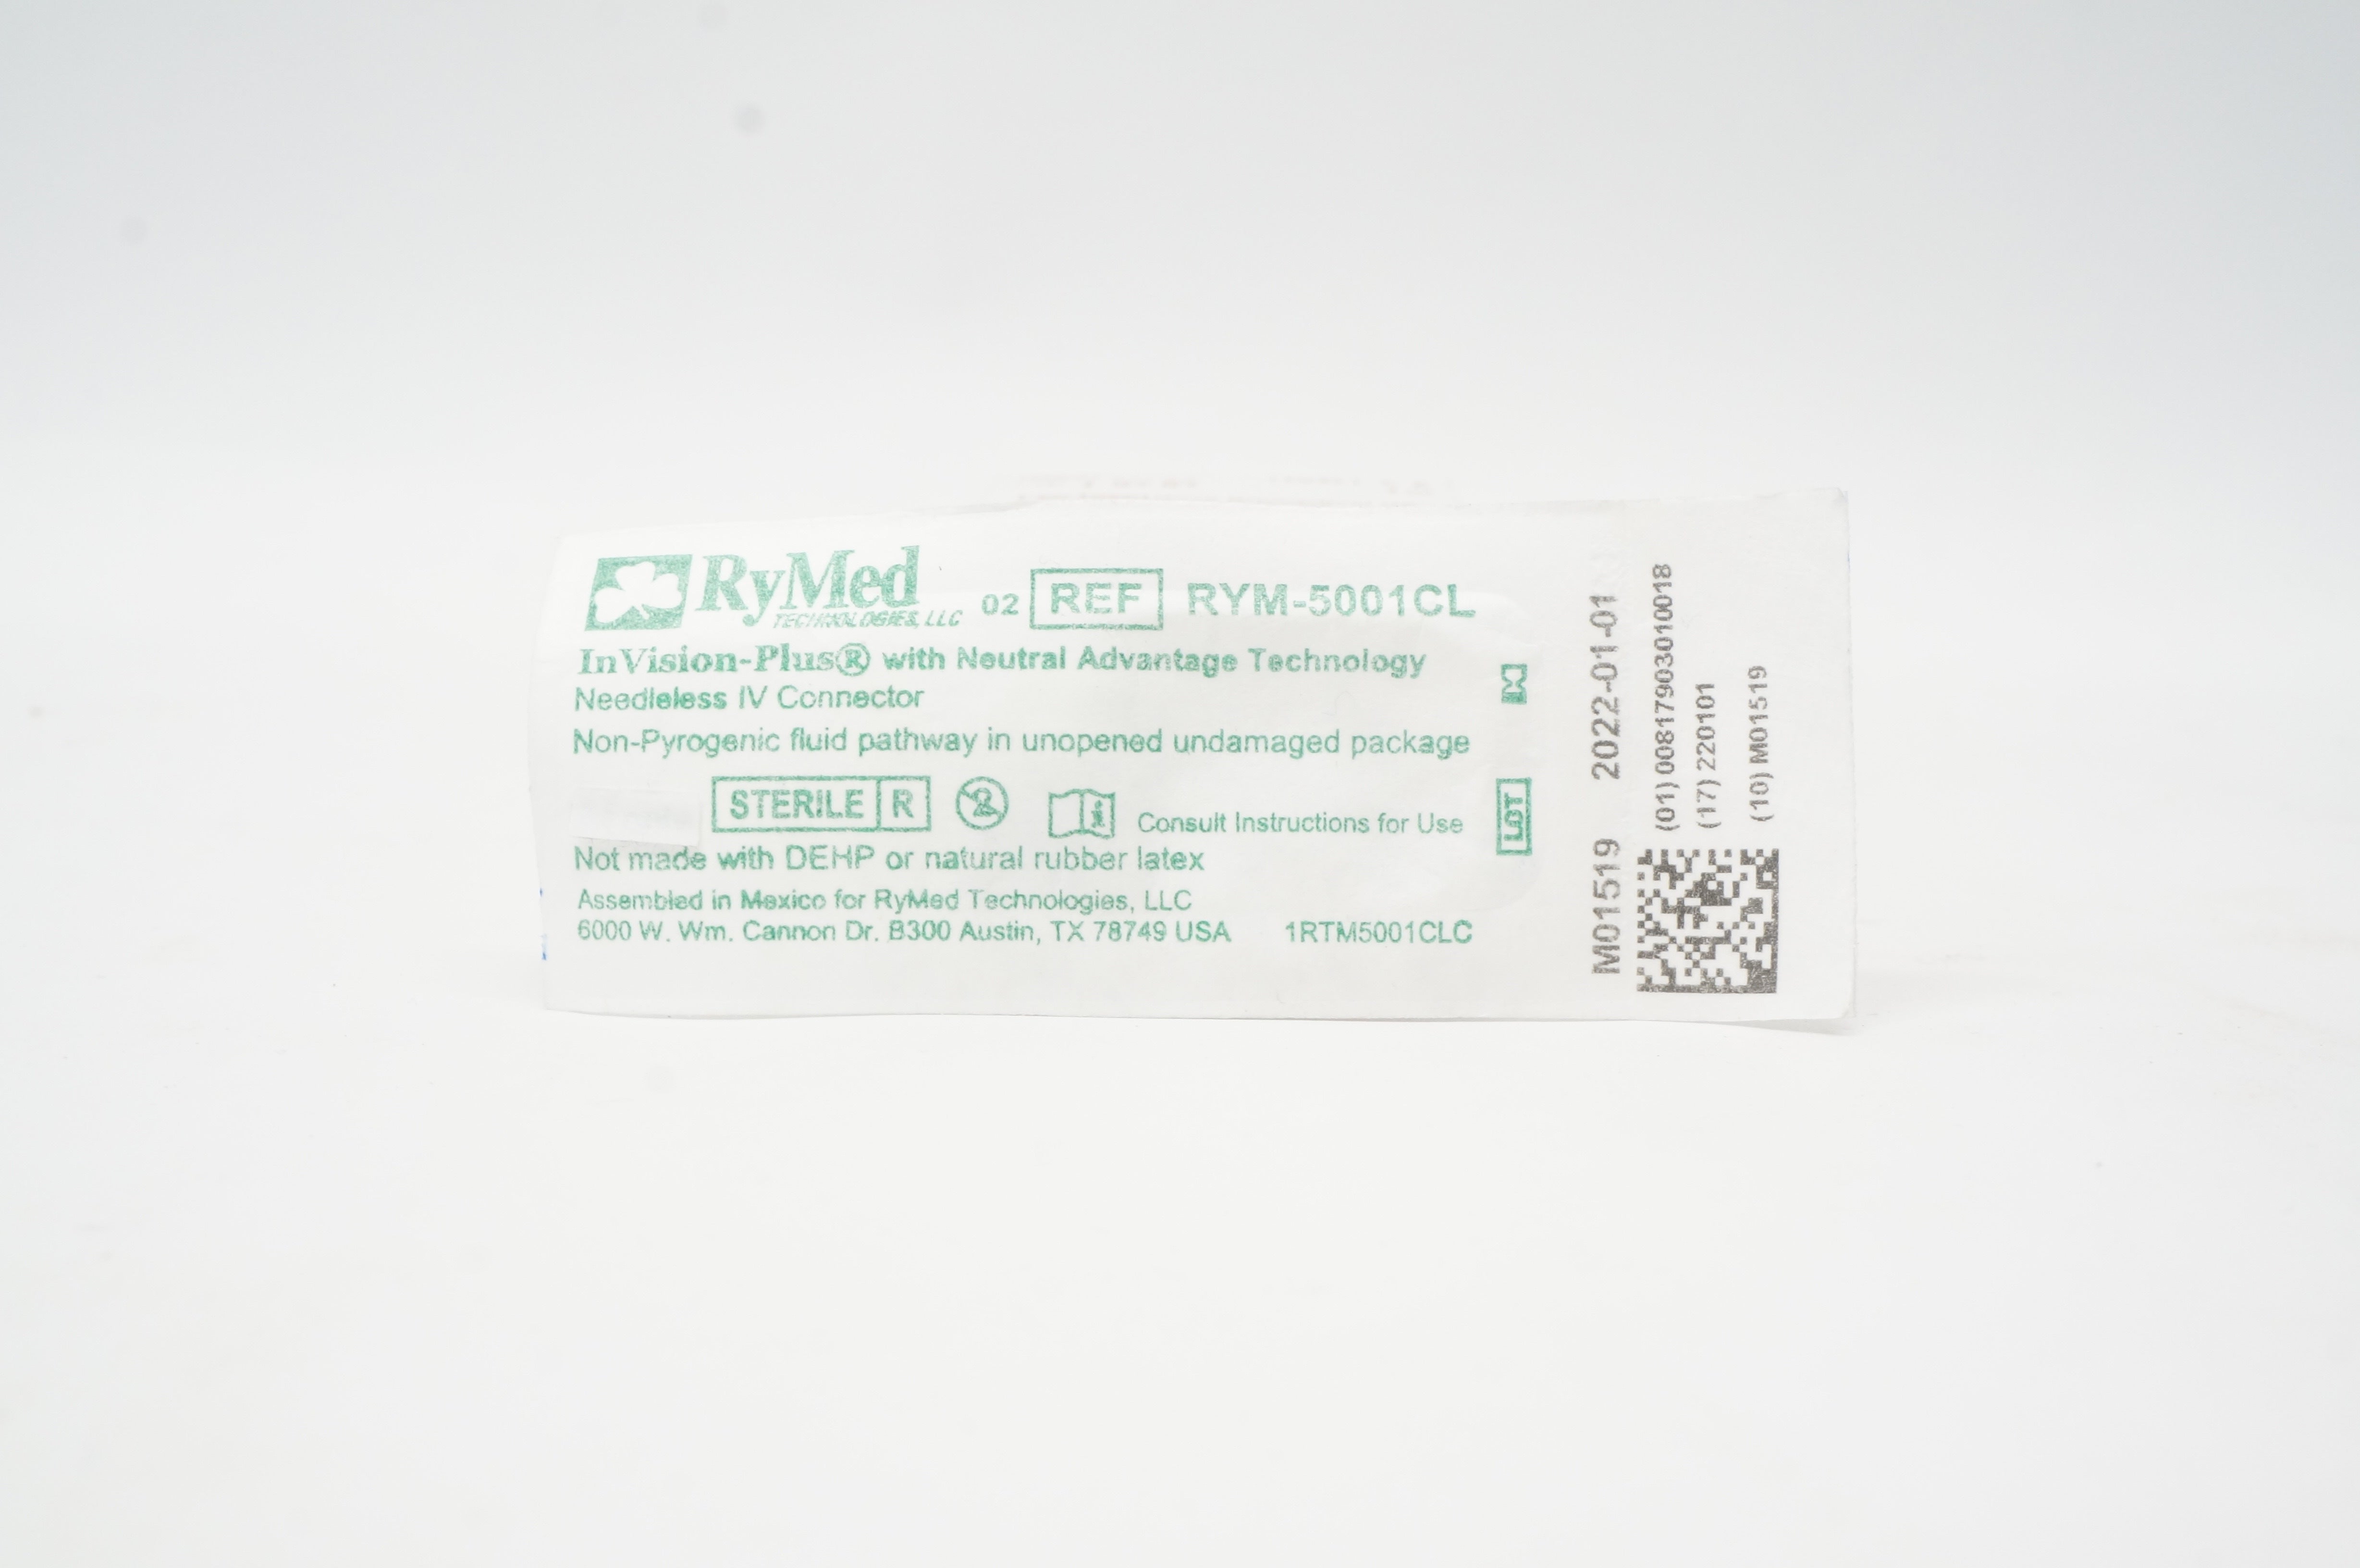 RyMed
TECHNOLOGIES, LLC
02 REF RYM-5001CL
InVision-Plus® with Neutral Advantage Technology
Needleless IV Connector
Non-Pyrogenic fluid pathway in unopened undamaged package
STERILE R 2 i Consult Instructions for Use
Not made with DEHP or natural rubber latex
Assembled in Mexico for RyMed Technologies, LLC
6000 W. Wm. Cannon Dr. B300 Austin, TX 78749 USA 1RTM5001CLC
LOT
M01519 2022-01-01
(01) 00817903010018
(17) 220101
(10) M01519